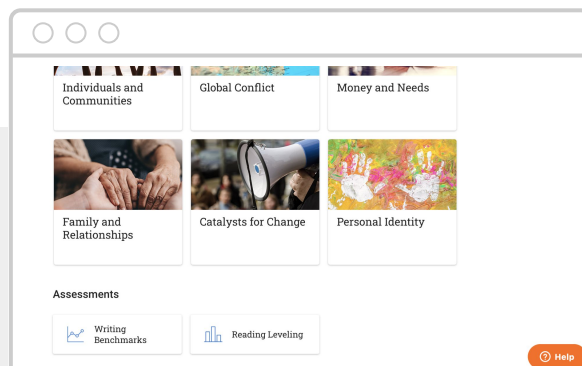 Individuals and
Communities
Global Conflict
Money and Needs
Family and
Relationships
Catalysts for Change
Personal Identity
Assessments
Writing
Benchmarks
Reading Leveling
Help